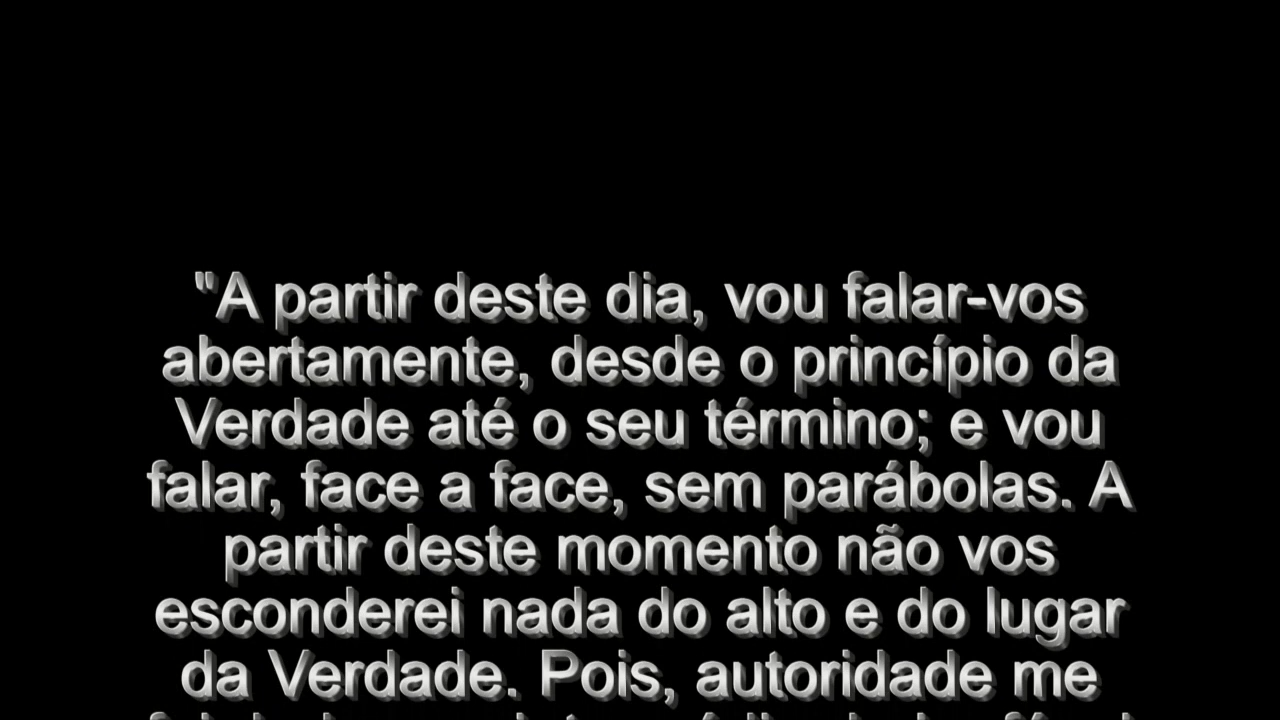 "A partir deste dia, vou falar-vos
abertamente, desde o princípio da
Verdade até o seu término; e vou
falar, face a face, sem parábolas. A
partir deste momento não vos
esconderei nada do alto e do lugar
da Verdade. Pois, autoridade me